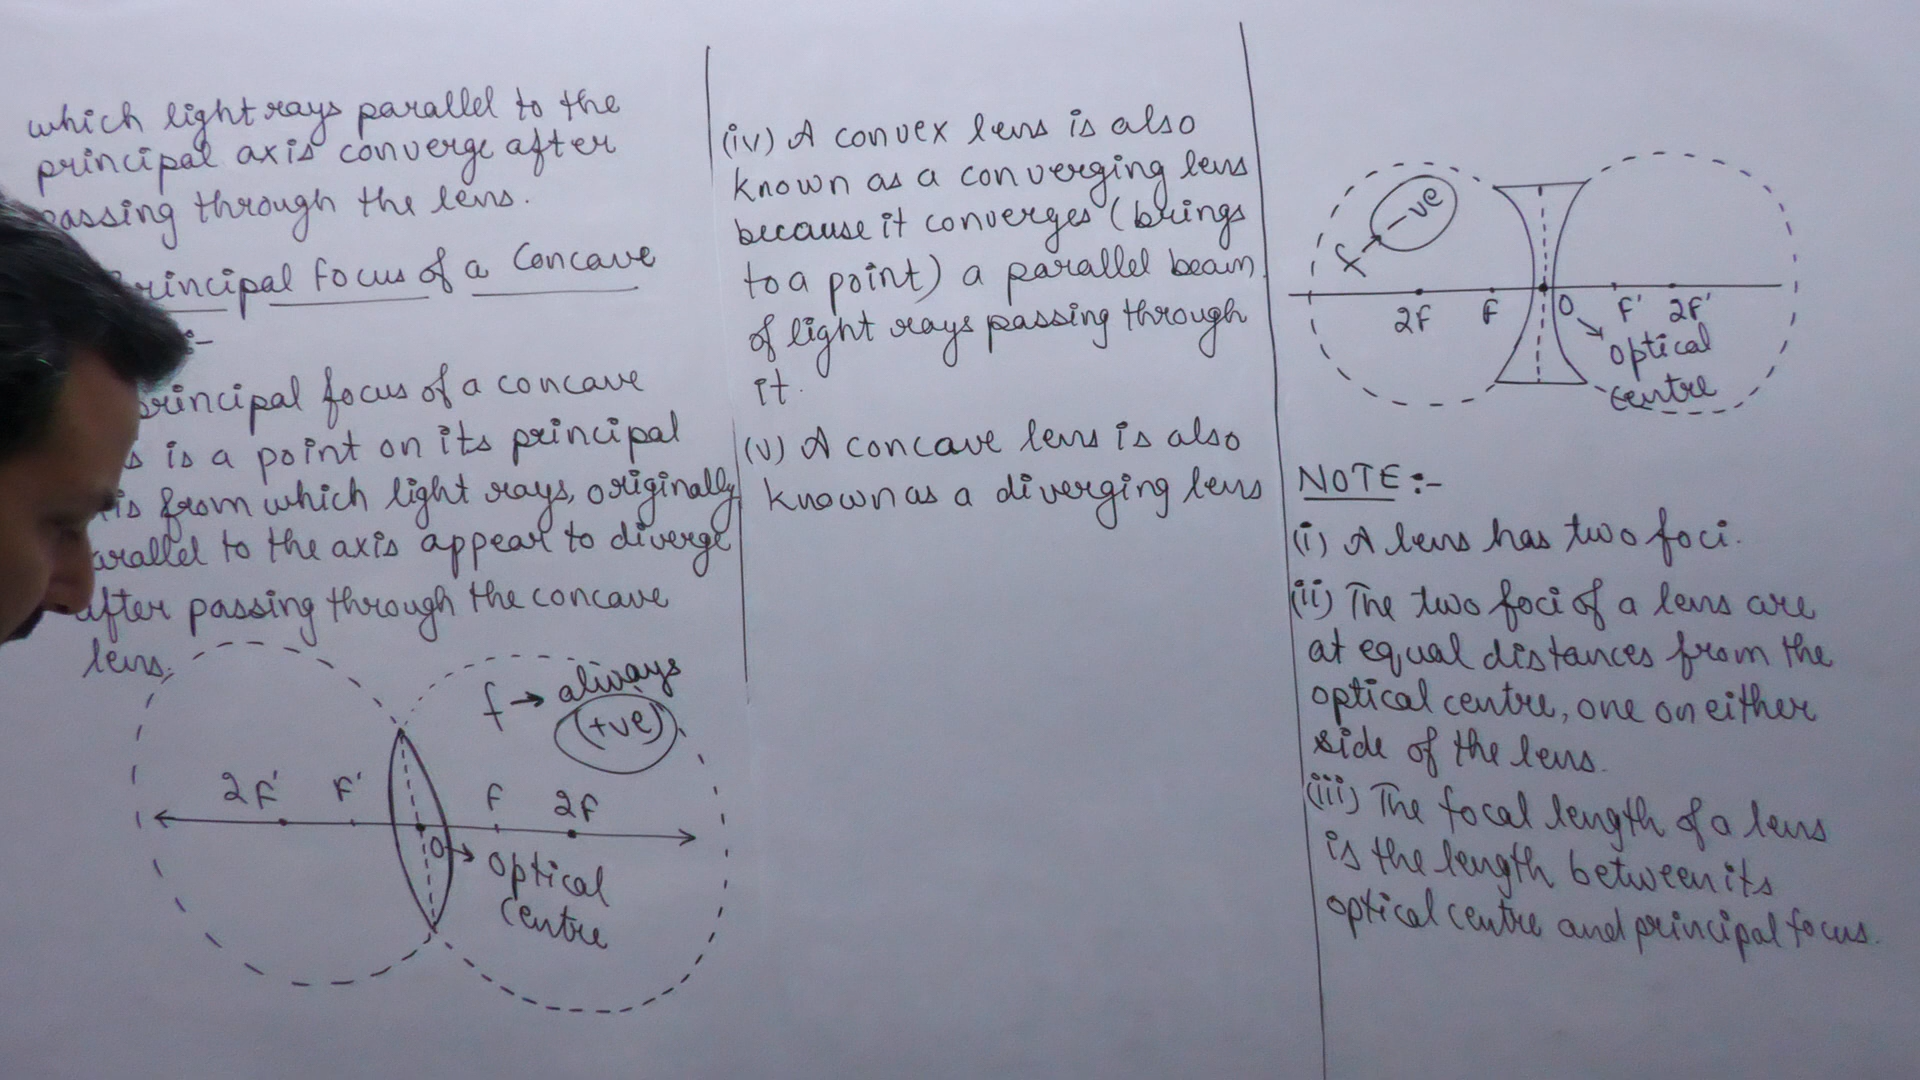 which light rays parallel to the
principal axis converge after
passing through the lens.
principal focus of a Concave
:-
principal focus of a concave
is a point on its principal
from which light rays, originally
parallel to the axis appear to diverge
after passing through the concave
lens.
f → always
(+ve)
2F' F' F 2F
O → optical
centre
(iv) A convex lens is also
known as a converging lens
because it converges (brings
to a point) a parallel beam
of light rays passing through
it.
(v) A concave lens is also
known as a diverging lens
f → -ve
2F F O F' 2F'
optical
centre
NOTE :-
(i) A lens has two foci.
(ii) The two foci of a lens are
at equal distances from the
optical centre, one on either
side of the lens.
(iii) The focal length of a lens
is the length between its
optical centre and principal focus.